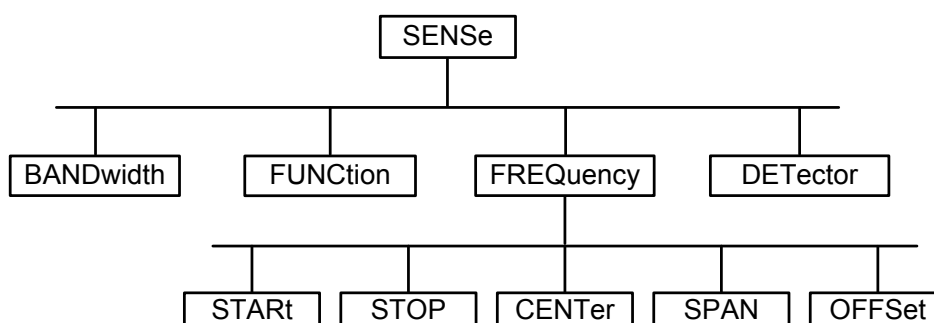 SENSe
BANDwidth FUNCtion FREQuency DETector
STARt STOP CENTer SPAN OFFSet